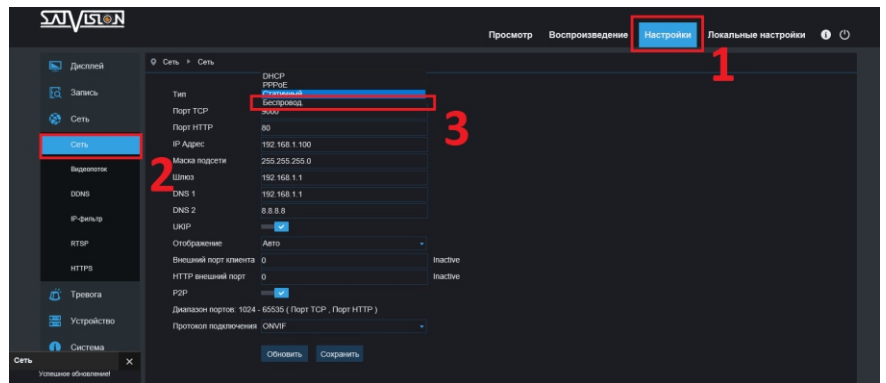 SATVISION
Просмотр Воспроизведение Настройки Локальные настройки
1
Дисплей
Запись
Сеть
Сеть
Видеопоток
DDNS
IP-фильтр
RTSP
HTTPS
Тревога
Устройство
Система
2
Сеть ▸ Сеть
DHCP
PPPoE
Тип Статичный
Беспровод.
3
Порт TCP 9000
Порт HTTP 80
IP Адрес 192.168.1.100
Маска подсети 255.255.255.0
Шлюз 192.168.1.1
DNS 1 192.168.1.1
DNS 2 8.8.8.8
UKIP
Отображение Авто
Внешний порт клиента 0 Inactive
HTTP внешний порт 0 Inactive
P2P
Диапазон портов: 1024 - 65535 ( Порт TCP , Порт HTTP )
Протокол подключения ONVIF
Обновить Сохранить
Сеть X
Успешное обновление!